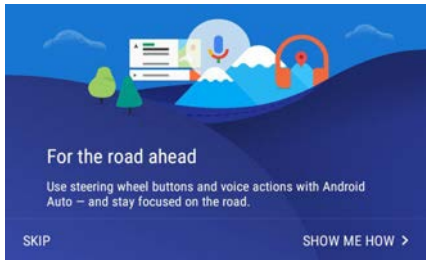 For the road ahead
Use steering wheel buttons and voice actions with Android
Auto — and stay focused on the road.
SKIP
SHOW ME HOW >